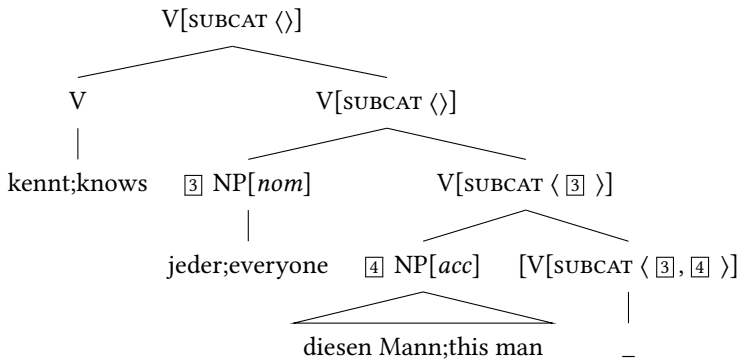 V[SUBCAT ⟨⟩]
V V[SUBCAT ⟨⟩]
kennt;knows 3 NP[nom] V[SUBCAT ⟨ 3 ⟩]
jeder;everyone 4 NP[acc] [V[SUBCAT ⟨ 3 , 4 ⟩]
diesen Mann;this man _